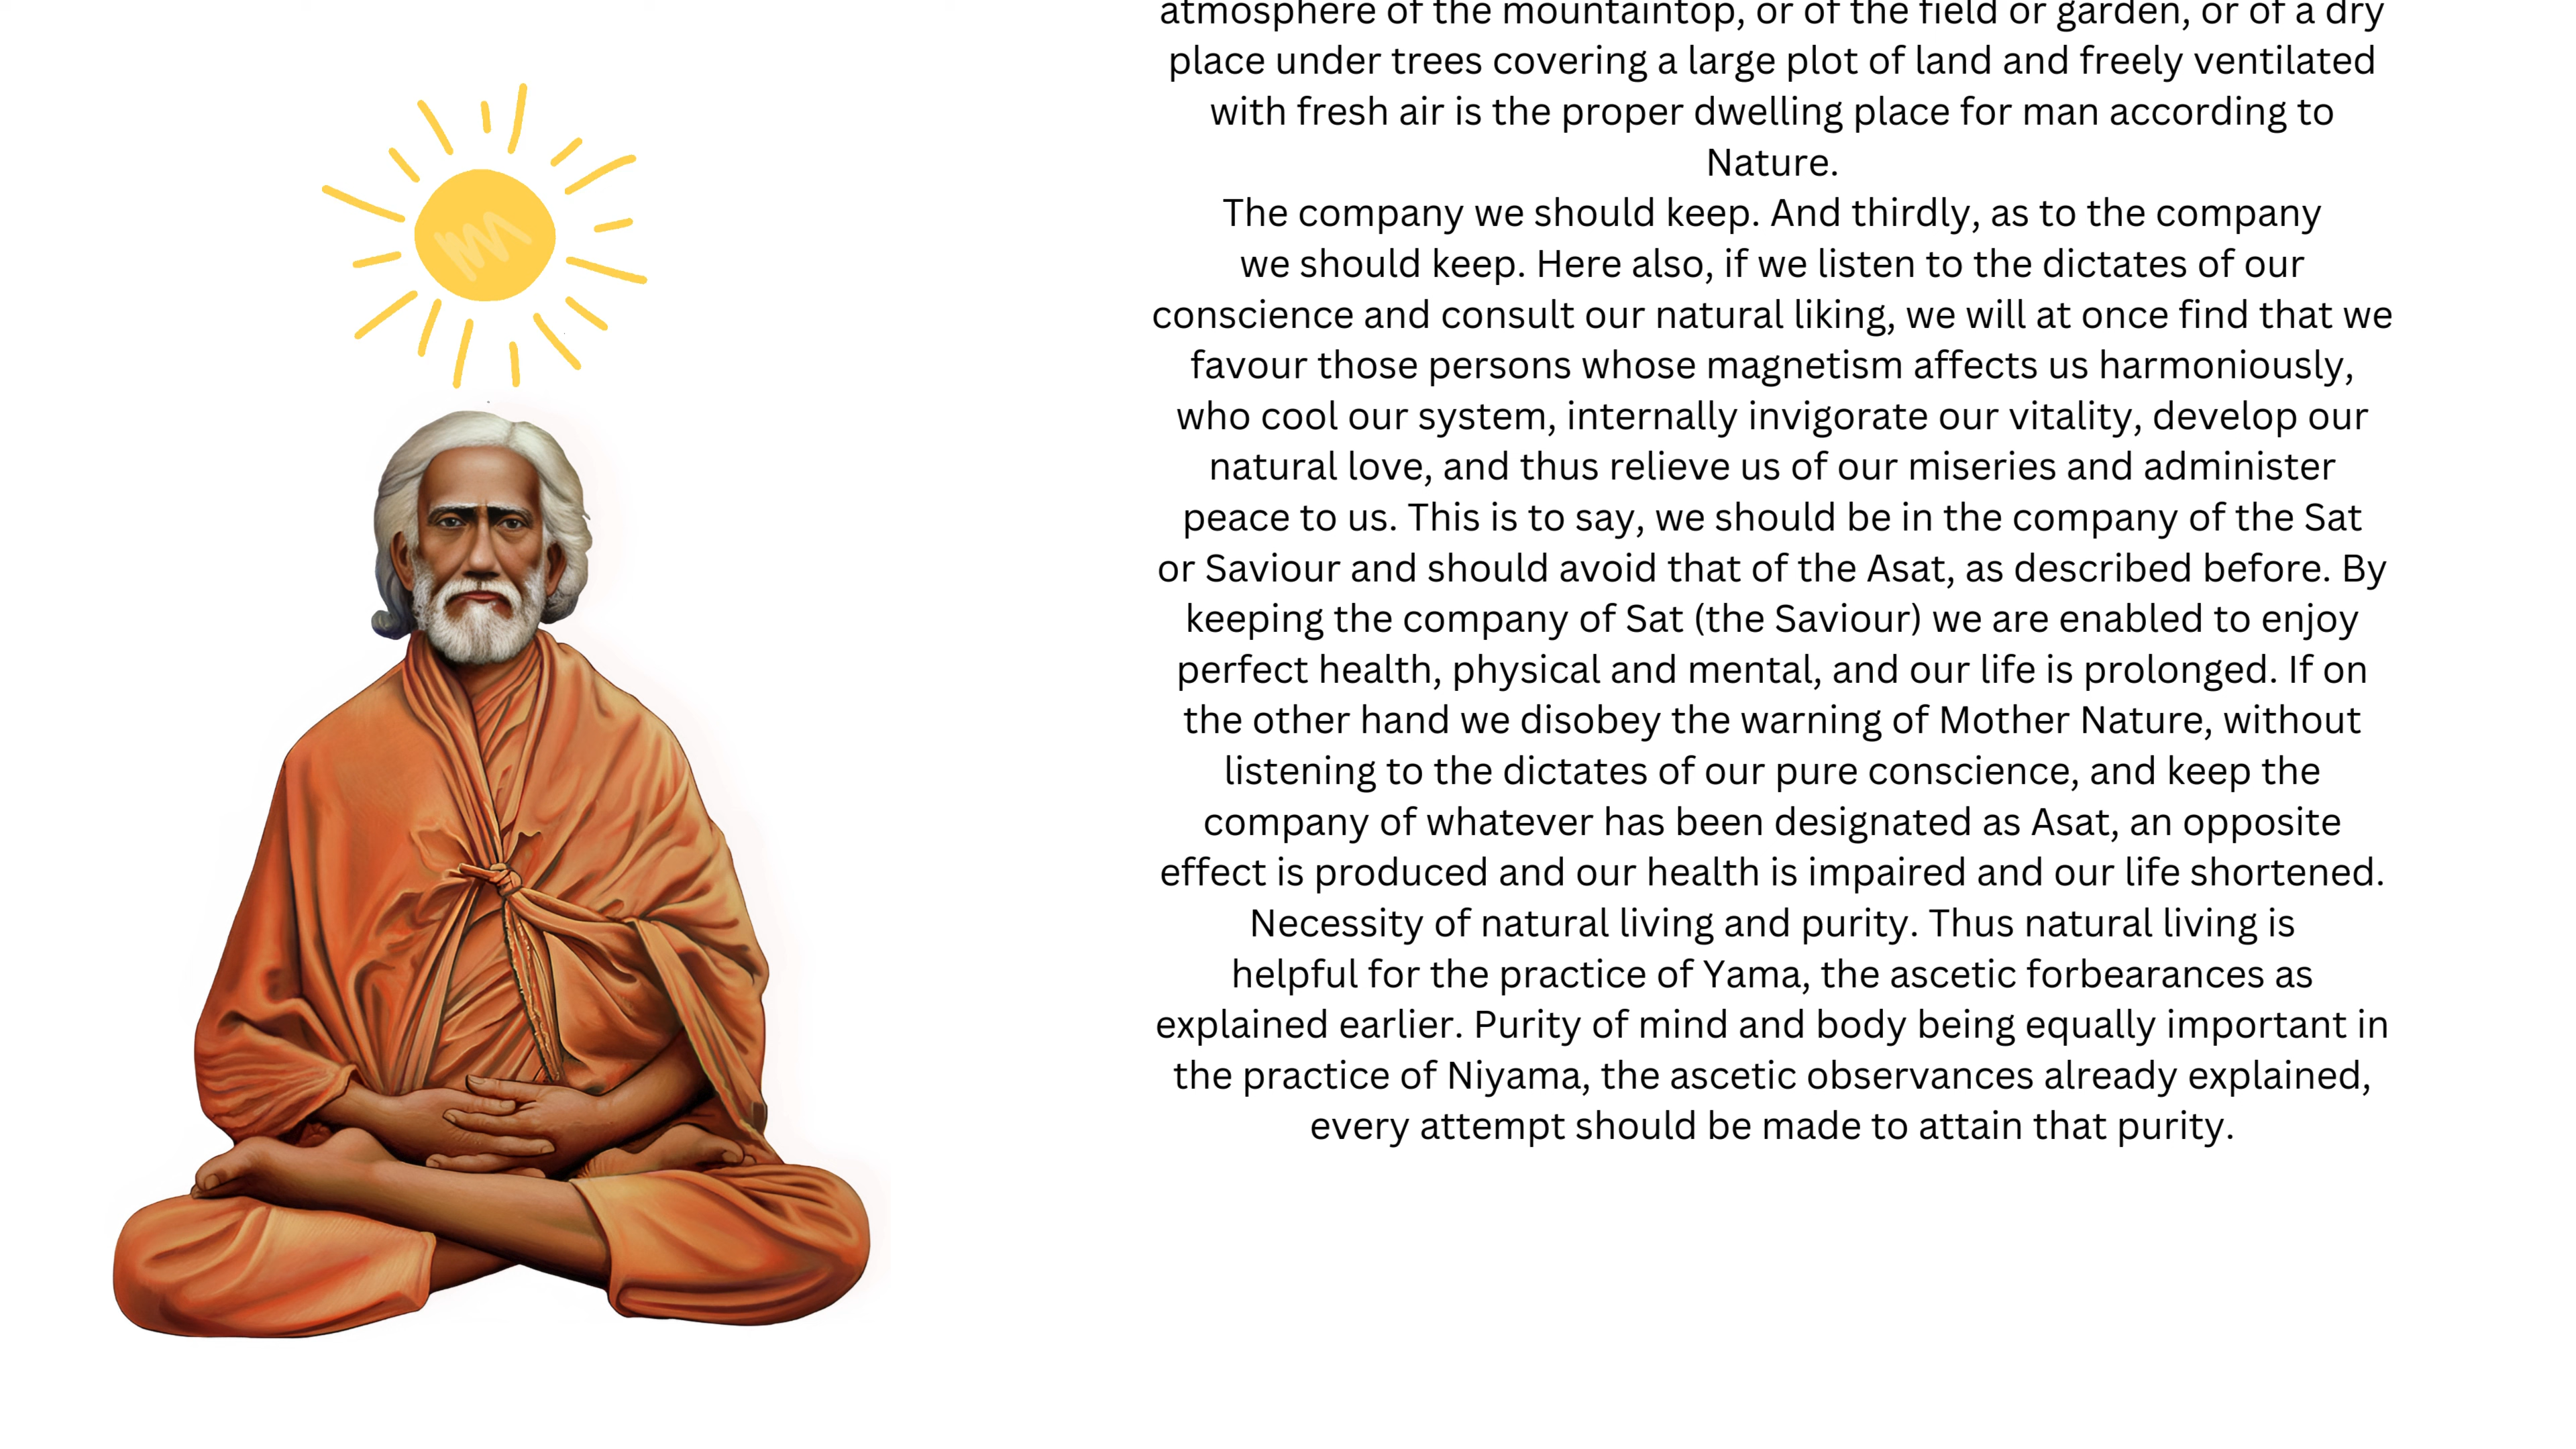 atmosphere of the mountaintop, or of the field or garden, or of a dry
place under trees covering a large plot of land and freely ventilated
with fresh air is the proper dwelling place for man according to
Nature.
The company we should keep. And thirdly, as to the company
we should keep. Here also, if we listen to the dictates of our
conscience and consult our natural liking, we will at once find that we
favour those persons whose magnetism affects us harmoniously,
who cool our system, internally invigorate our vitality, develop our
natural love, and thus relieve us of our miseries and administer
peace to us. This is to say, we should be in the company of the Sat
or Saviour and should avoid that of the Asat, as described before. By
keeping the company of Sat (the Saviour) we are enabled to enjoy
perfect health, physical and mental, and our life is prolonged. If on
the other hand we disobey the warning of Mother Nature, without
listening to the dictates of our pure conscience, and keep the
company of whatever has been designated as Asat, an opposite
effect is produced and our health is impaired and our life shortened.
Necessity of natural living and purity. Thus natural living is
helpful for the practice of Yama, the ascetic forbearances as
explained earlier. Purity of mind and body being equally important in
the practice of Niyama, the ascetic observances already explained,
every attempt should be made to attain that purity.